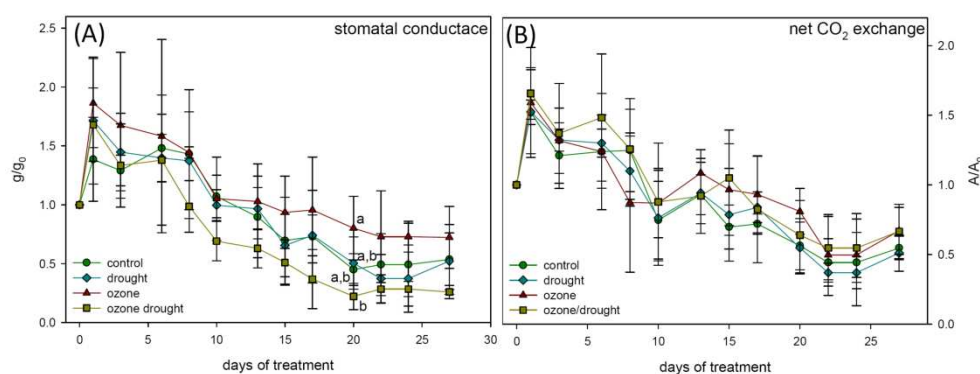 (A)
stomatal conductace
2.5
2.0
1.5
1.0
0.5
0.0
g/g0
a
a,b
a,b
b
control
drought
ozone
ozone drought
0 5 10 15 20 25 30
days of treatment
(B)
net CO2 exchange
2.0
1.5
1.0
0.5
0.0
A/A0
control
drought
ozone
ozone/drought
0 5 10 15 20 25
days of treatment